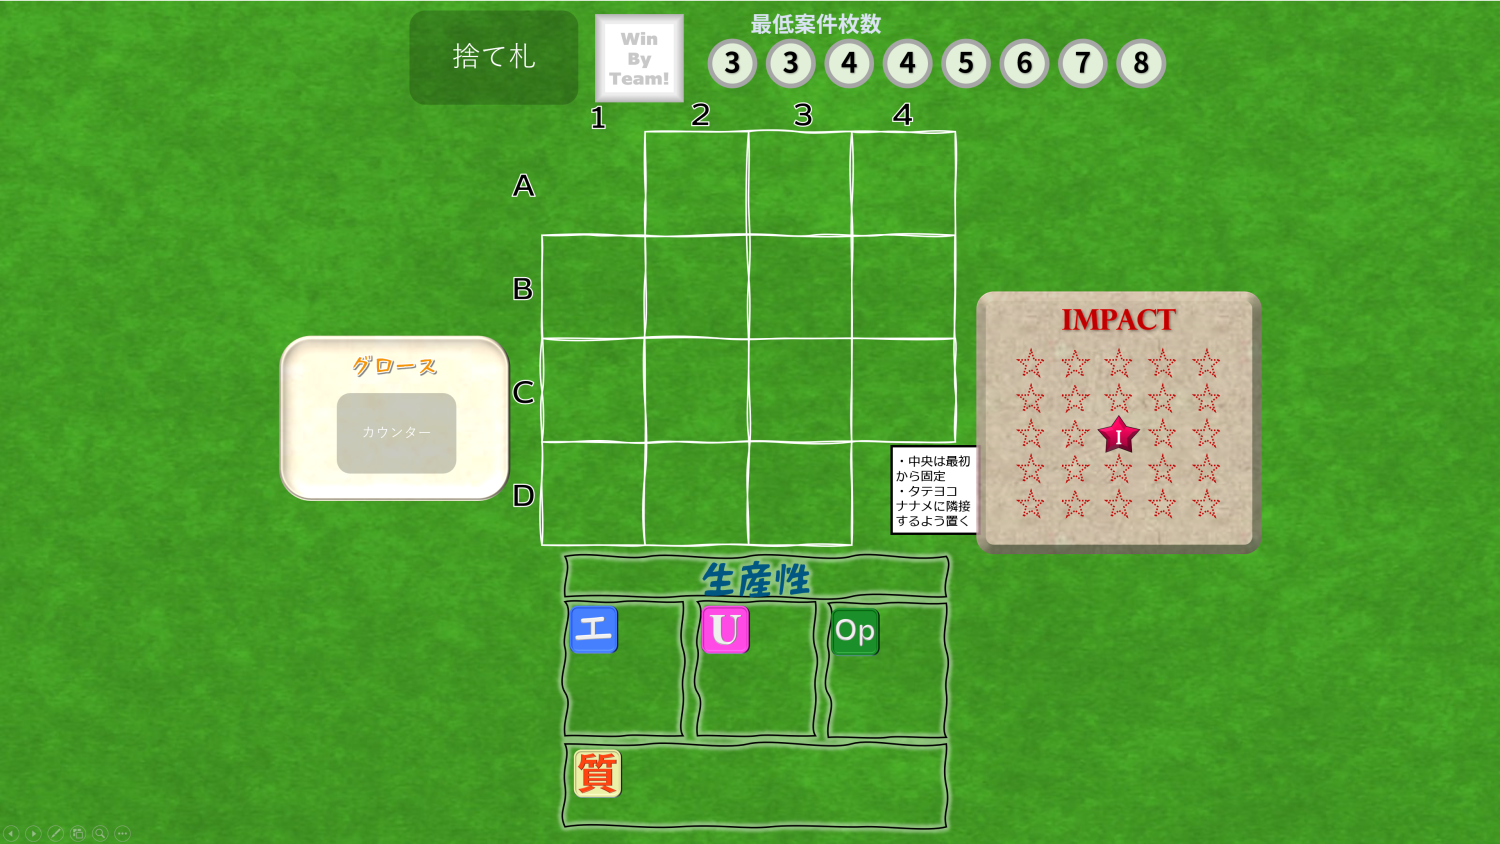 捨て札
Win
By
Team!
最低案件枚数
3 3 4 4 5 6 7 8
1 2 3 4
A
B
C
D
グロース
カウンター
IMPACT
I
・中央は最初
から固定
・タテヨコ
ナナメに隣接
するよう置く
生産性
エ
U
Op
質